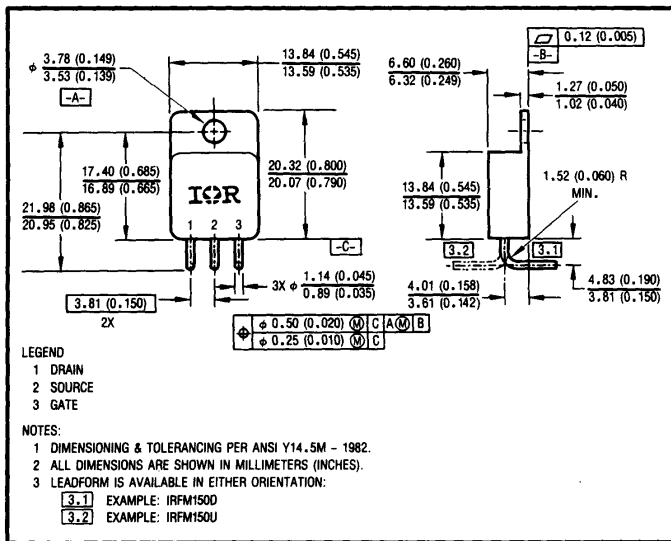 φ 3.78 (0.149)
3.53 (0.139)
-A-
13.84 (0.545)
13.59 (0.535)
6.60 (0.260)
6.32 (0.249)
⏥ 0.12 (0.005)
-B-
1.27 (0.050)
1.02 (0.040)
17.40 (0.685)
16.89 (0.665)
21.98 (0.865)
20.95 (0.825)
IOR
1 2 3
20.32 (0.800)
20.07 (0.790)
-C-
13.84 (0.545)
13.59 (0.535)
1.52 (0.060) R
MIN.
3.2
3.1
3.81 (0.150)
2X
3X φ 1.14 (0.045)
0.89 (0.035)
4.01 (0.158)
3.61 (0.142)
4.83 (0.190)
3.81 (0.150)
⌖ φ 0.50 (0.020) Ⓜ C AⓂ B
φ 0.25 (0.010) Ⓜ C
LEGEND
1 DRAIN
2 SOURCE
3 GATE
NOTES:
1 DIMENSIONING & TOLERANCING PER ANSI Y14.5M - 1982.
2 ALL DIMENSIONS ARE SHOWN IN MILLIMETERS (INCHES).
3 LEADFORM IS AVAILABLE IN EITHER ORIENTATION:
3.1 EXAMPLE: IRFM150D
3.2 EXAMPLE: IRFM150U